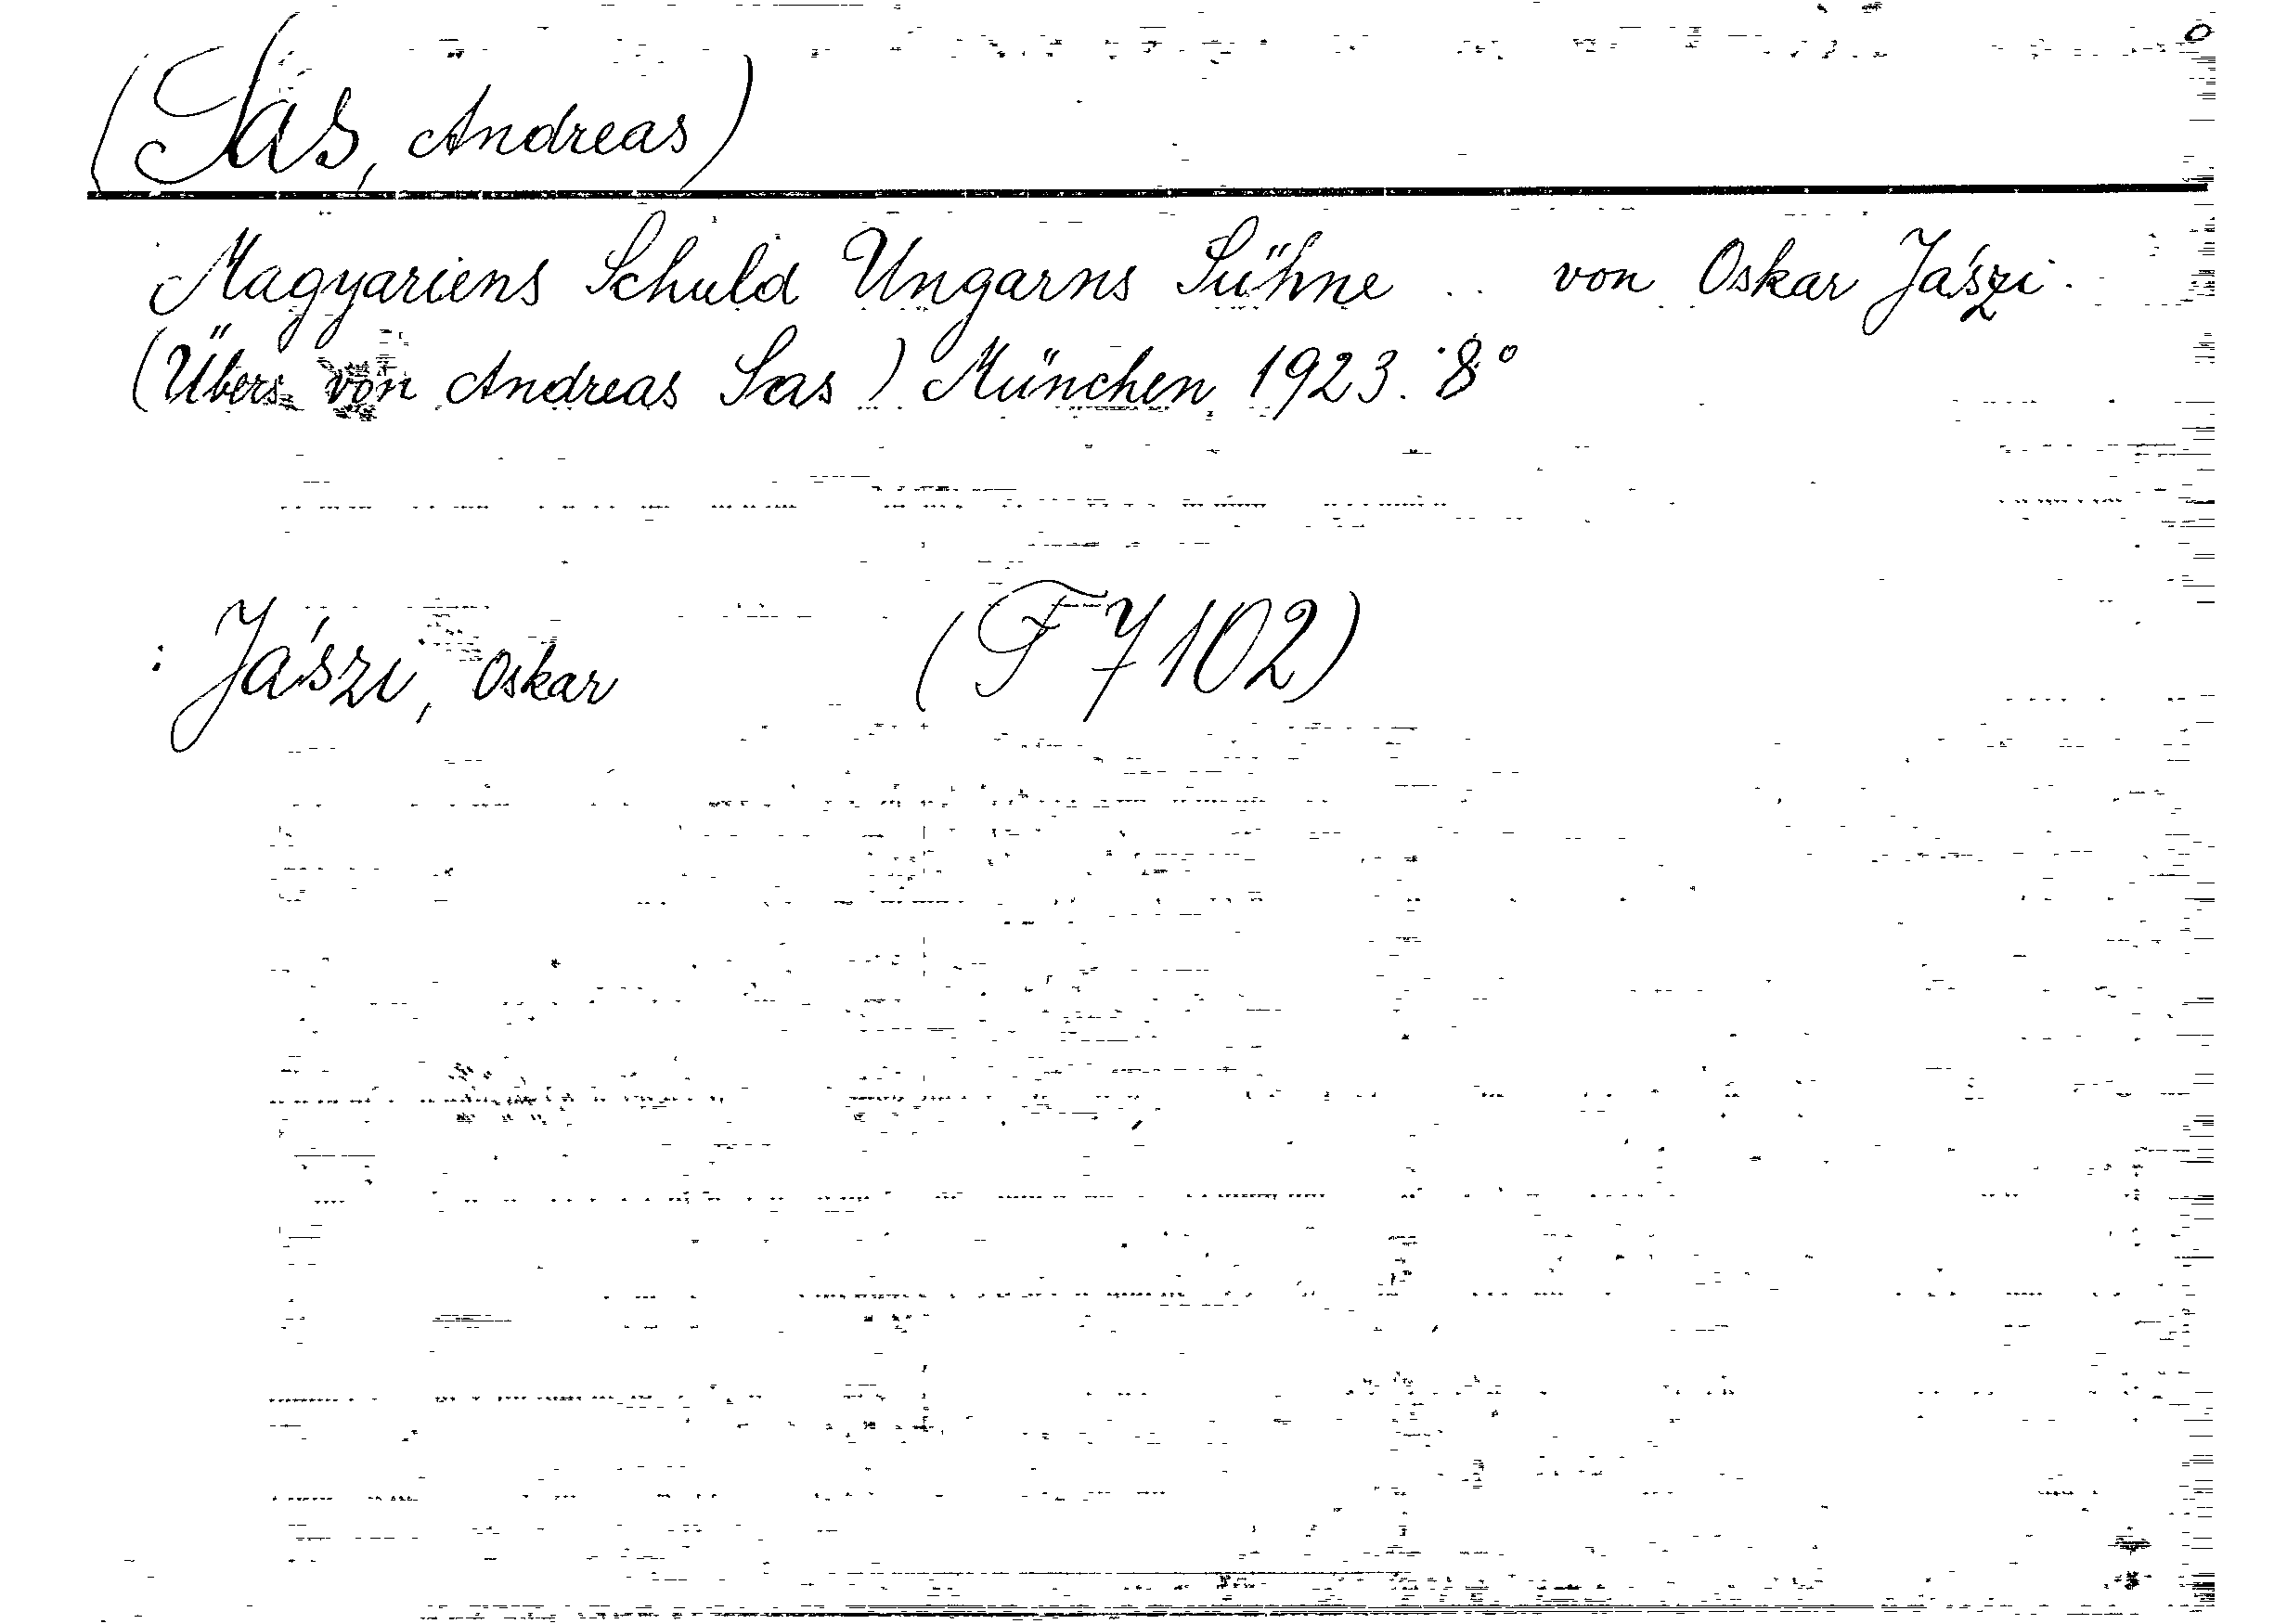 (Sas, Andreas)
Magyariens Schuld Ungarns Sühne .. von Oskar Jászi.
(Übers. von Andreas Sas) München 1923. 8°
: Jászi, Oskar (F 7102)